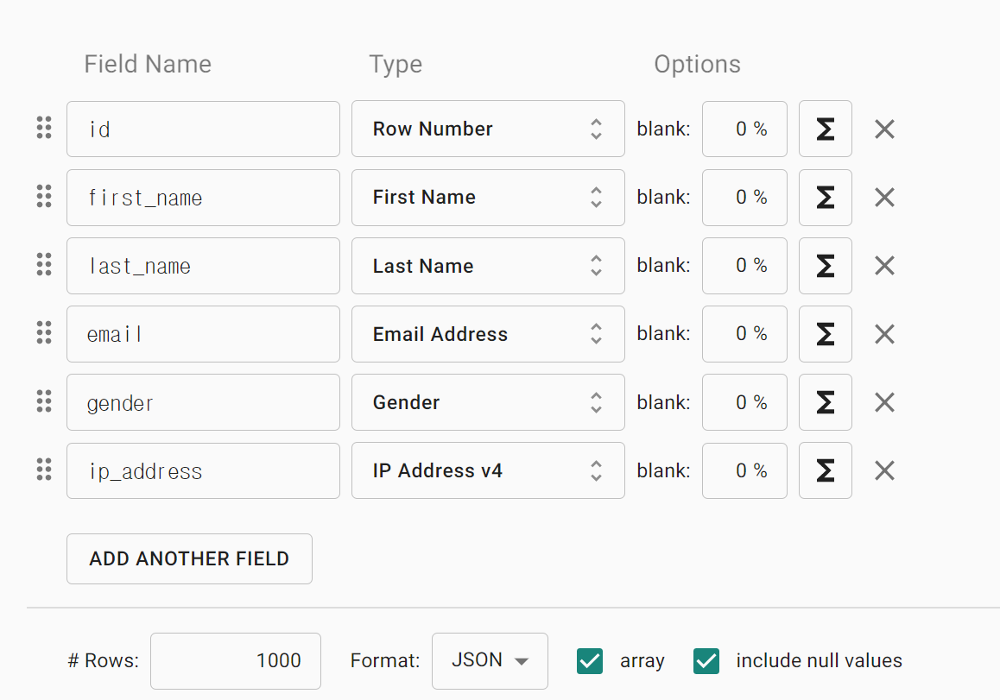 Field Name Type Options
id Row Number blank: 0 % Σ
first_name First Name blank: 0 % Σ
last_name Last Name blank: 0 % Σ
email Email Address blank: 0 % Σ
gender Gender blank: 0 % Σ
ip_address IP Address v4 blank: 0 % Σ
ADD ANOTHER FIELD
# Rows: 1000 Format: JSON array include null values